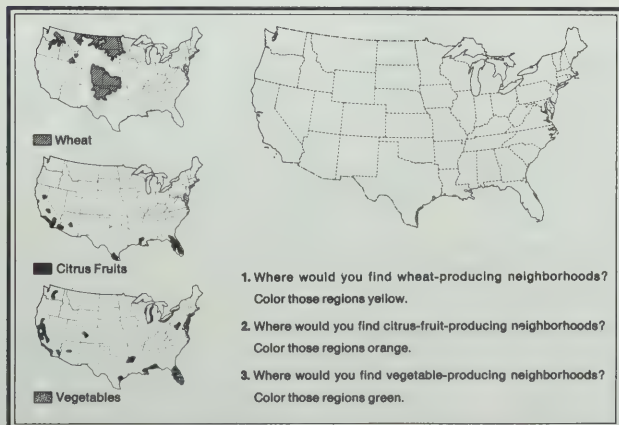 Wheat
Citrus Fruits
Vegetables
1. Where would you find wheat-producing neighborhoods?
Color those regions yellow.
2. Where would you find citrus-fruit-producing neighborhoods?
Color those regions orange.
3. Where would you find vegetable-producing neighborhoods?
Color those regions green.